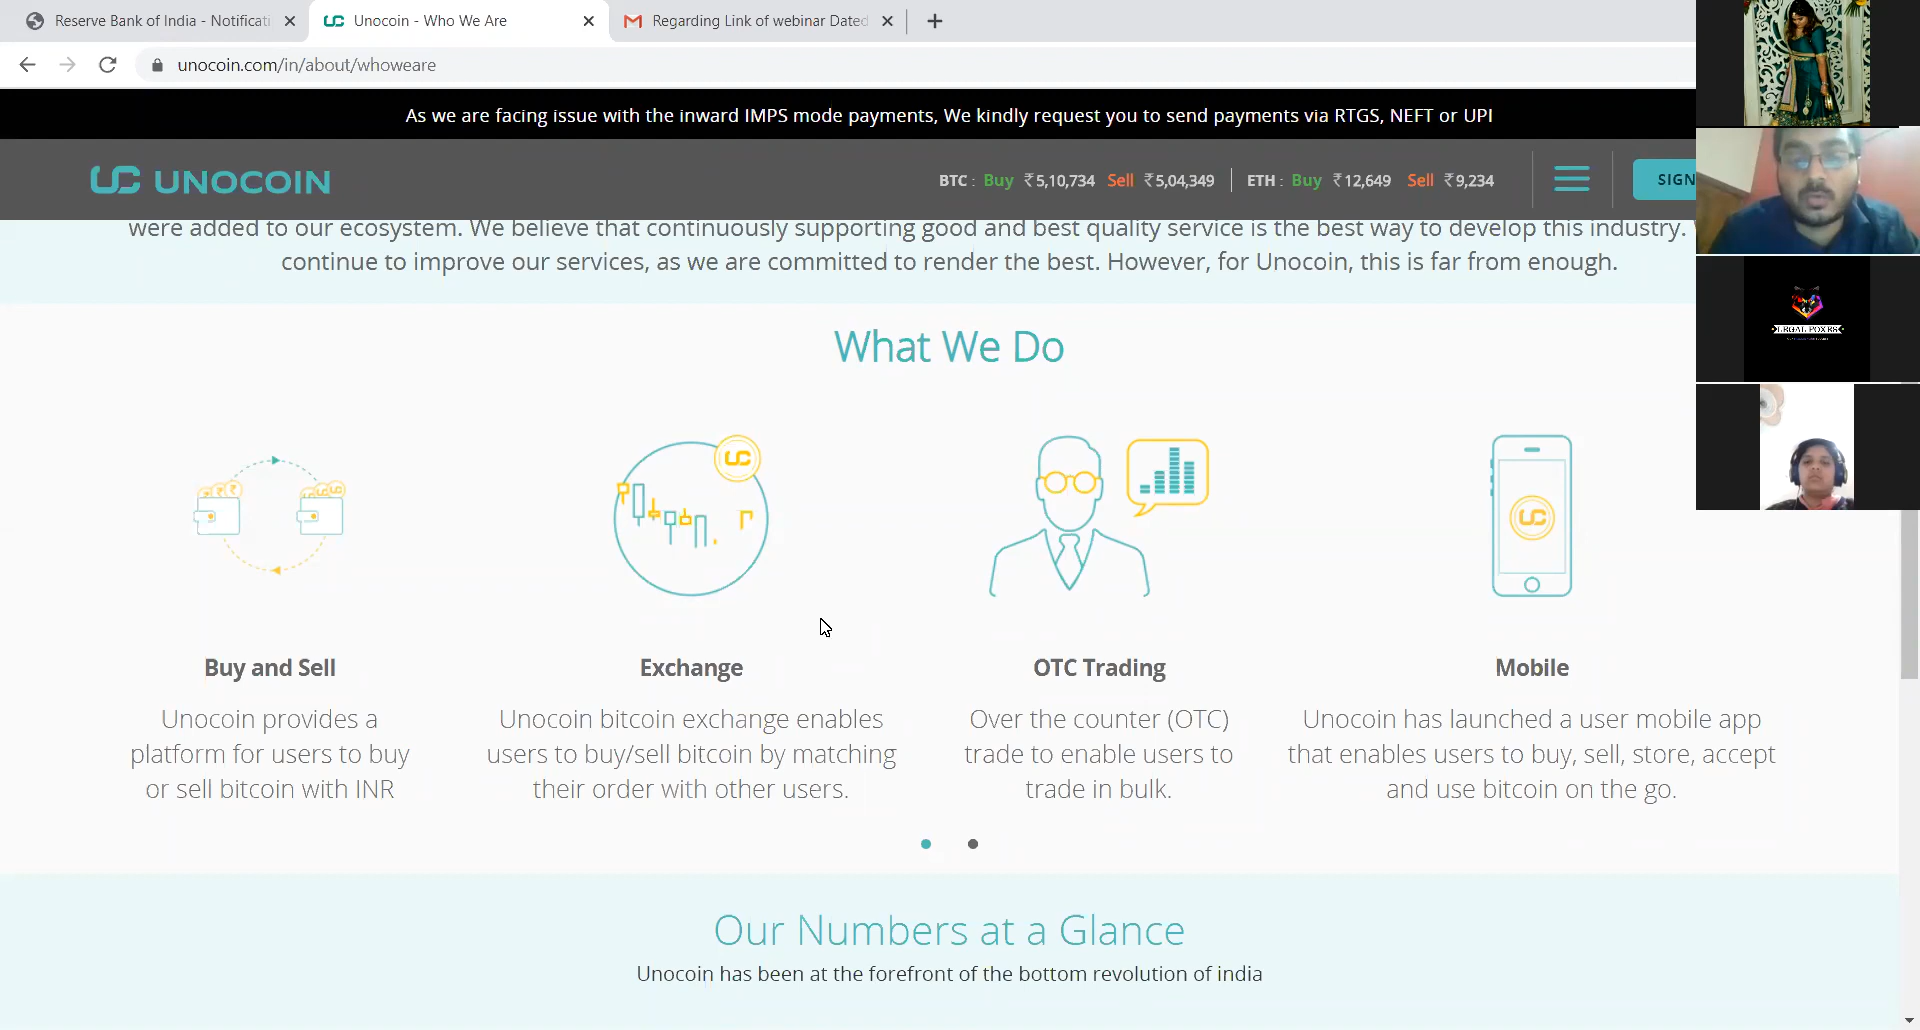 Reserve Bank of India - Notificati
Unocoin - Who We Are
Regarding Link of webinar Dated
unocoin.com/in/about/whoweare
As we are facing issue with the inward IMPS mode payments, We kindly request you to send payments via RTGS, NEFT or UPI
UNOCOIN
BTC : Buy ₹5,10,734 Sell ₹5,04,349 ETH : Buy ₹12,649 Sell ₹9,234
SIGN
were added to our ecosystem. We believe that continuously supporting good and best quality service is the best way to develop this industry.
continue to improve our services, as we are committed to render the best. However, for Unocoin, this is far from enough.
What We Do
Buy and Sell
Unocoin provides a
platform for users to buy
or sell bitcoin with INR
Exchange
Unocoin bitcoin exchange enables
users to buy/sell bitcoin by matching
their order with other users.
OTC Trading
Over the counter (OTC)
trade to enable users to
trade in bulk.
Mobile
Unocoin has launched a user mobile app
that enables users to buy, sell, store, accept
and use bitcoin on the go.
Our Numbers at a Glance
Unocoin has been at the forefront of the bottom revolution of india